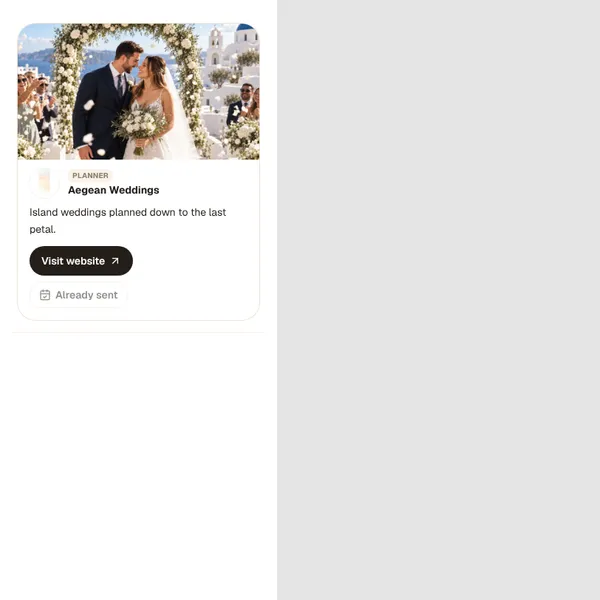 PLANNER
Aegean Weddings
Island weddings planned down to the last
petal.
Visit website
Already sent